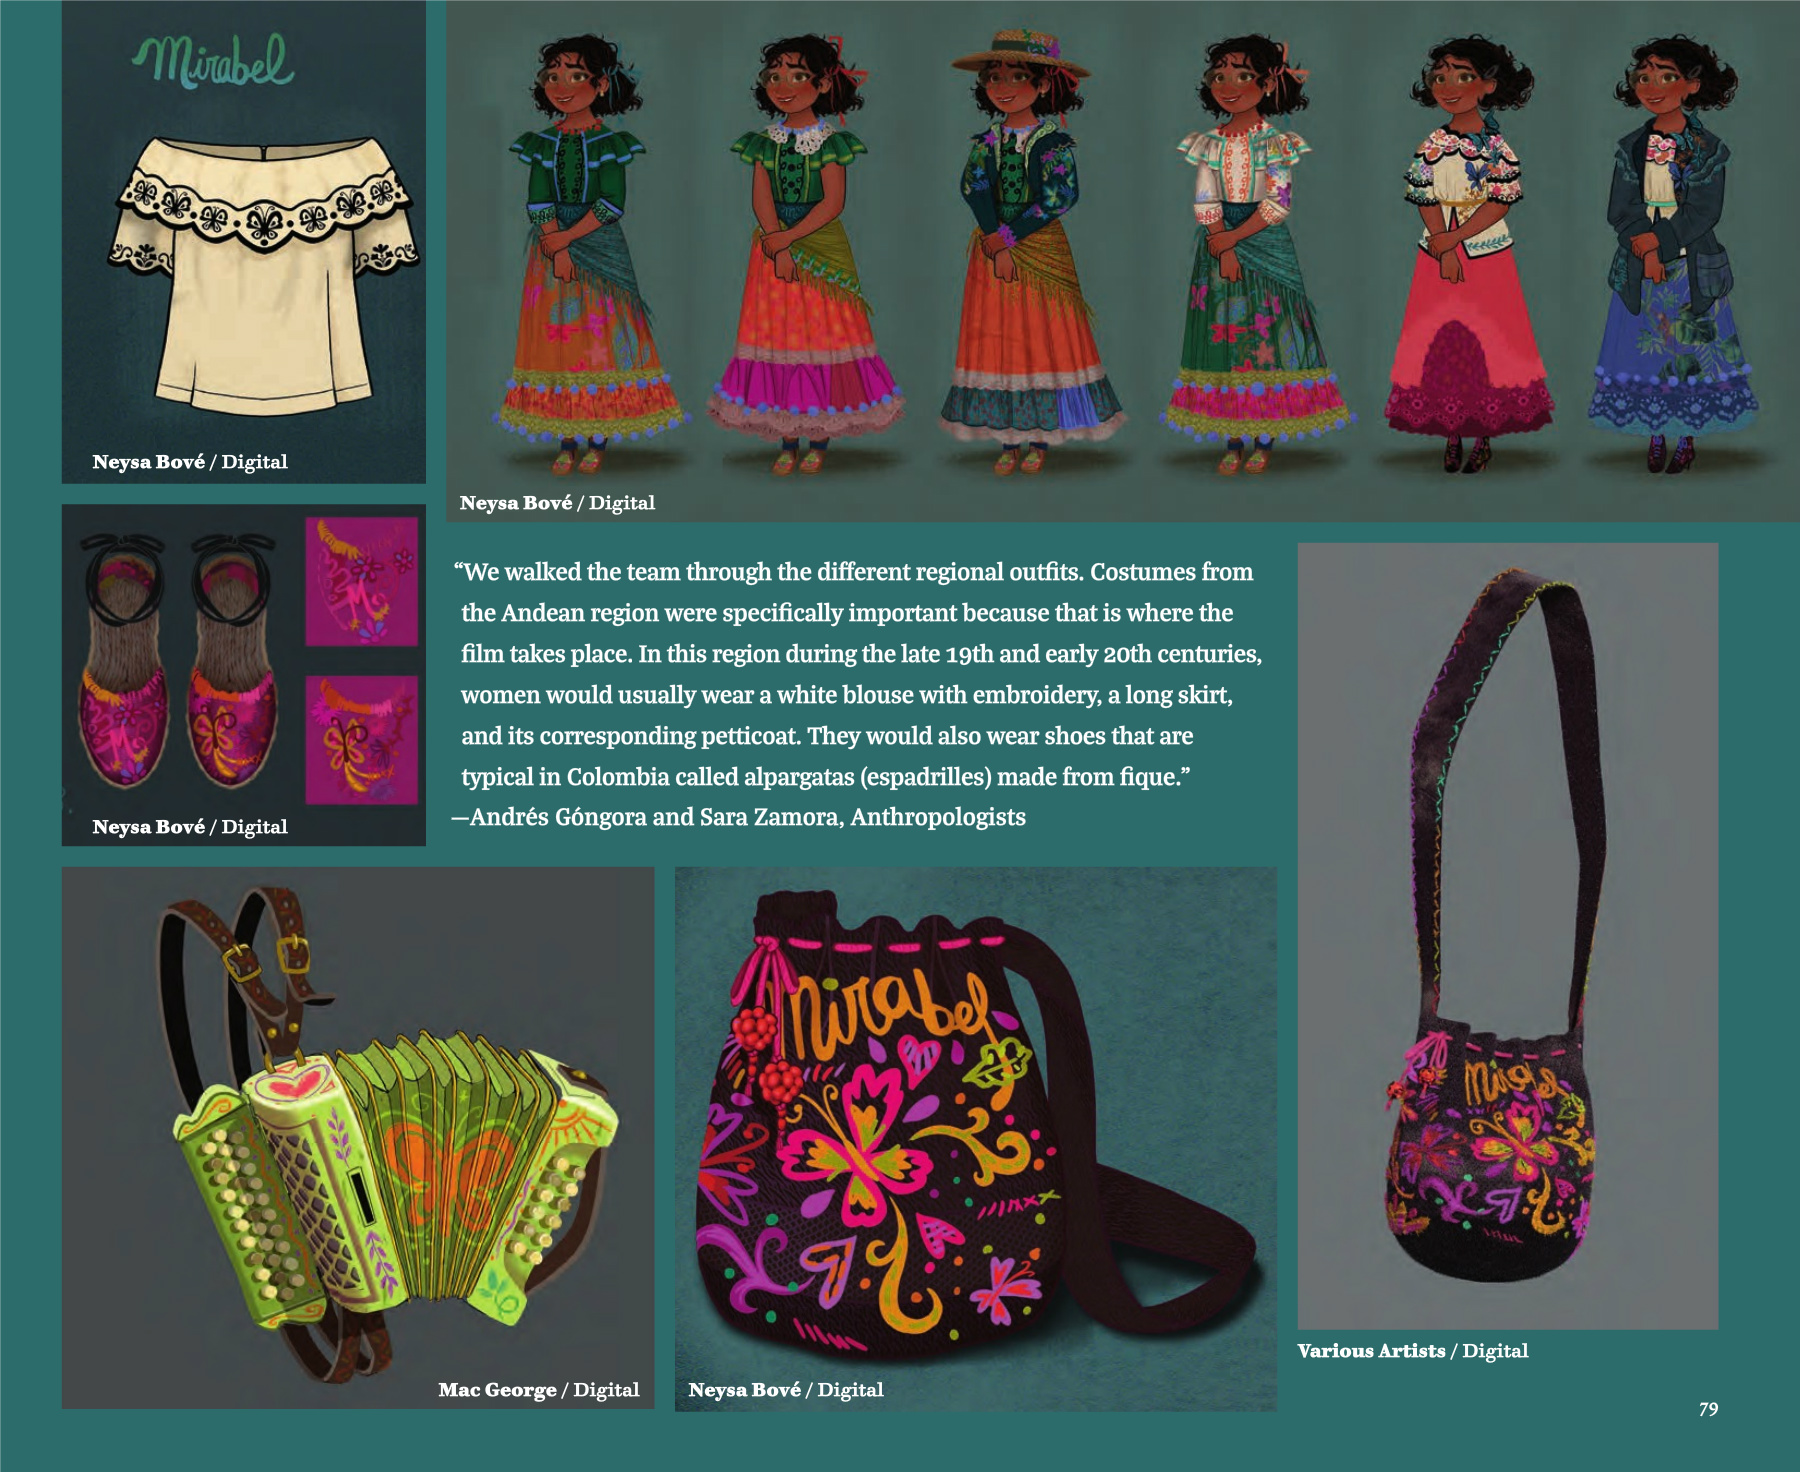 Mirabel
Neysa Bové / Digital
Neysa Bové / Digital
Neysa Bové / Digital
“We walked the team through the different regional outfits. Costumes from
the Andean region were specifically important because that is where the
film takes place. In this region during the late 19th and early 20th centuries,
women would usually wear a white blouse with embroidery, a long skirt,
and its corresponding petticoat. They would also wear shoes that are
typical in Colombia called alpargatas (espadrilles) made from fique.”
—Andrés Góngora and Sara Zamora, Anthropologists
Mac George / Digital
Mirabel
Neysa Bové / Digital
Mirabel
Various Artists / Digital
79